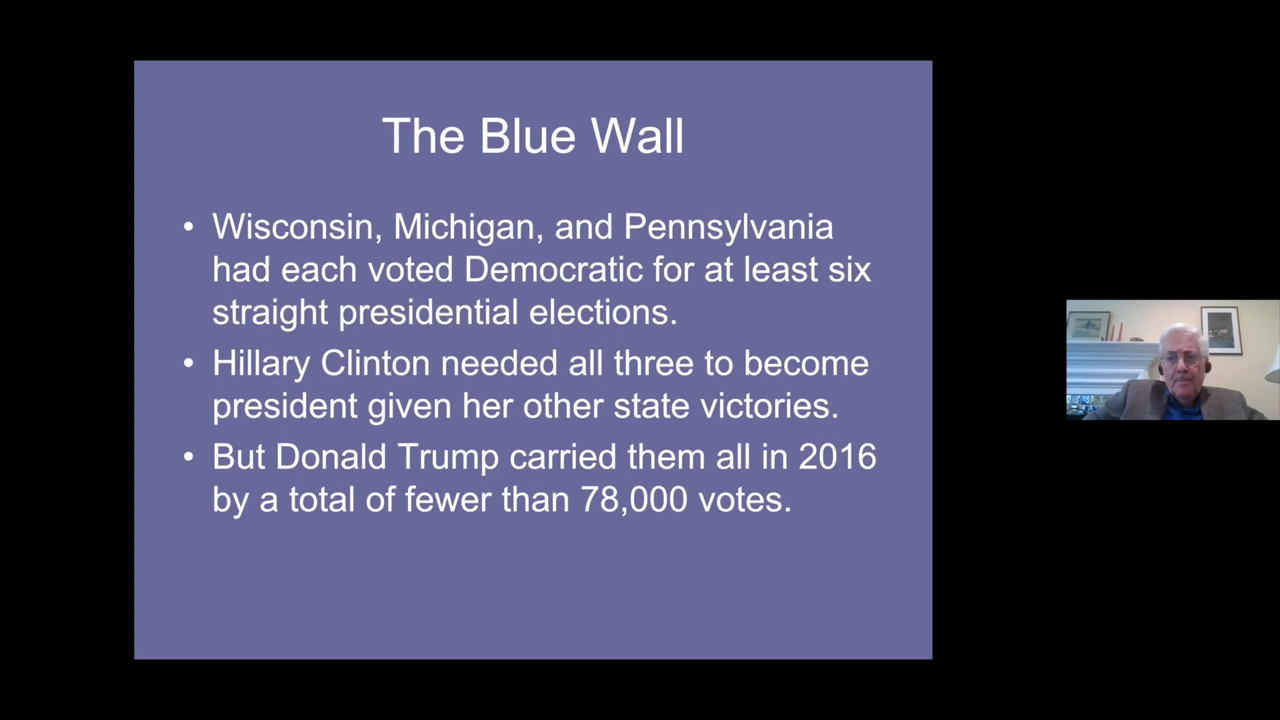 The Blue Wall
• Wisconsin, Michigan, and Pennsylvania
had each voted Democratic for at least six
straight presidential elections.
• Hillary Clinton needed all three to become
president given her other state victories.
• But Donald Trump carried them all in 2016
by a total of fewer than 78,000 votes.